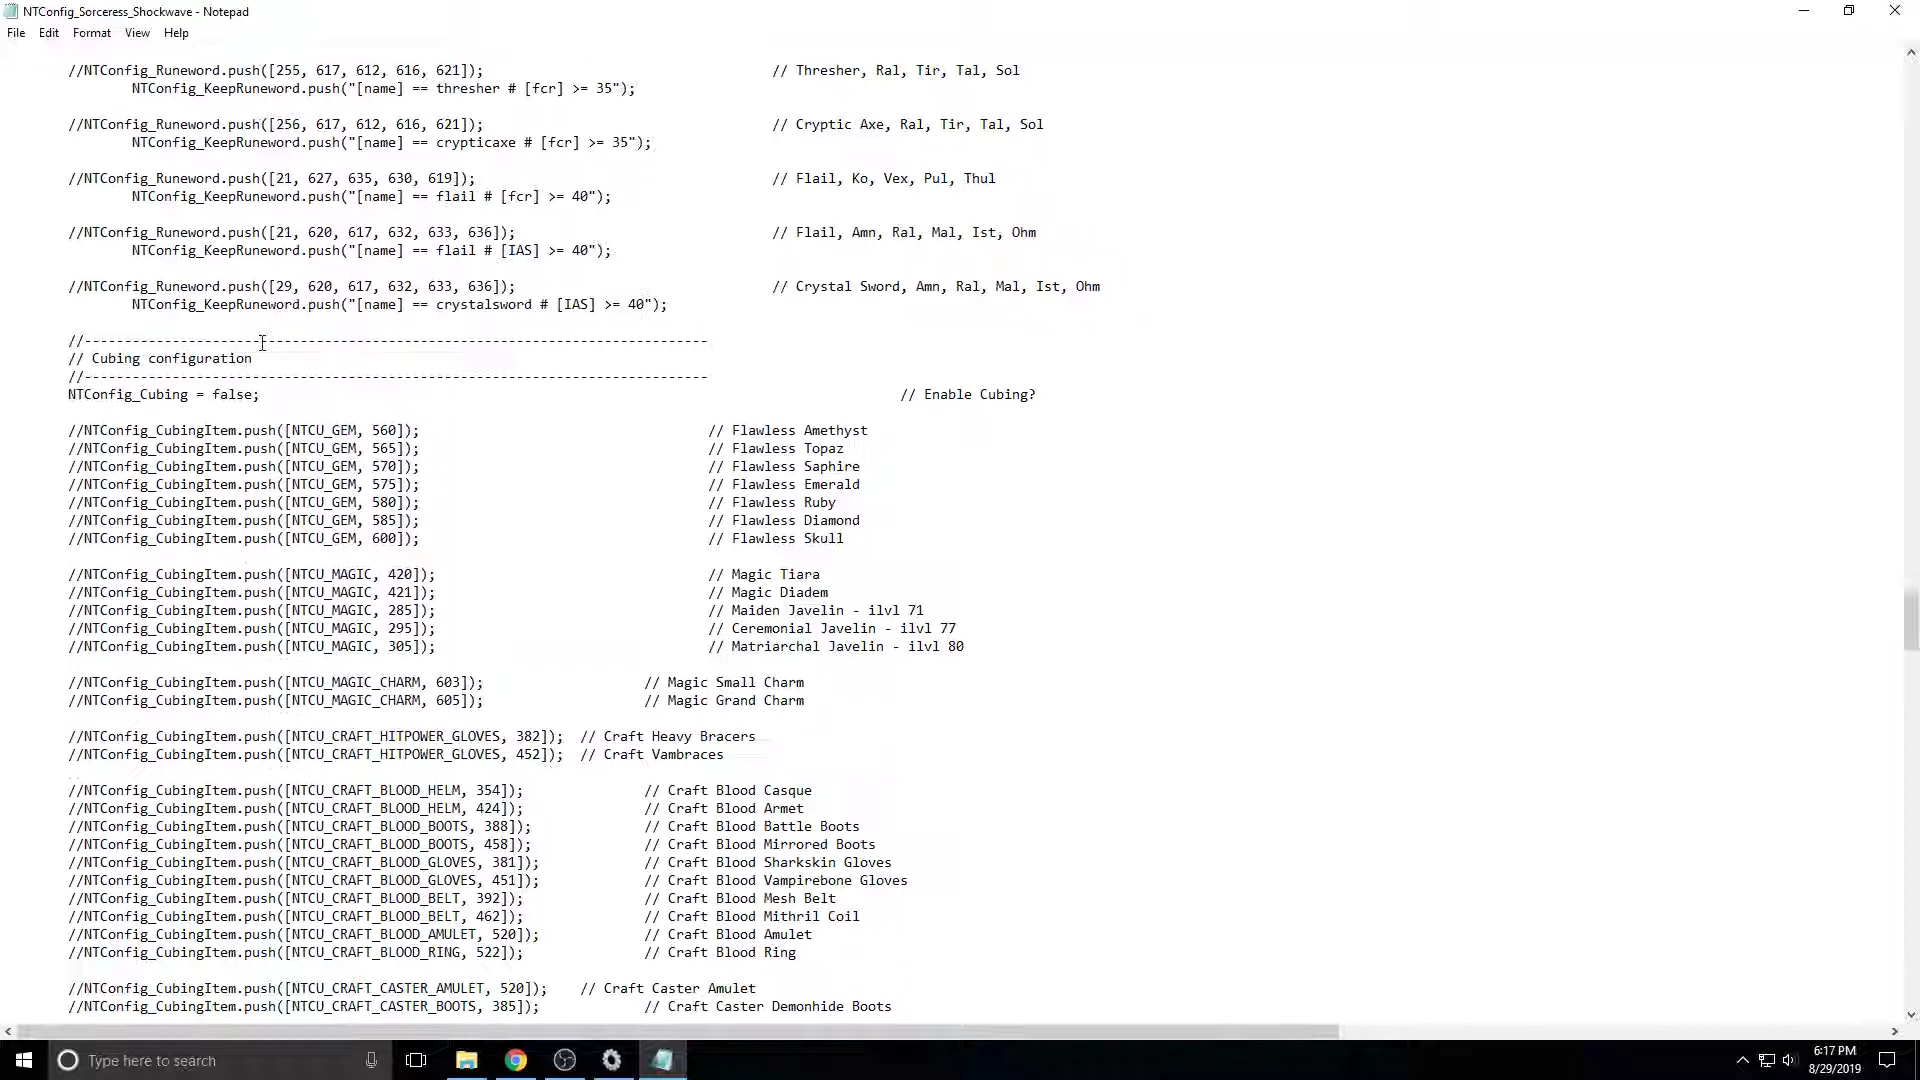 NTConfig_Sorceress_Shockwave - Notepad
File Edit Format View Help
//NTConfig_Runeword.push([255, 617, 612, 616, 621]); // Thresher, Ral, Tir, Tal, Sol
NTConfig_KeepRuneword.push("[name] == thresher # [fcr] >= 35");
//NTConfig_Runeword.push([256, 617, 612, 616, 621]); // Cryptic Axe, Ral, Tir, Tal, Sol
NTConfig_KeepRuneword.push("[name] == crypticaxe # [fcr] >= 35");
//NTConfig_Runeword.push([21, 627, 635, 630, 619]); // Flail, Ko, Vex, Pul, Thul
NTConfig_KeepRuneword.push("[name] == flail # [fcr] >= 40");
//NTConfig_Runeword.push([21, 620, 617, 632, 633, 636]); // Flail, Amn, Ral, Mal, Ist, Ohm
NTConfig_KeepRuneword.push("[name] == flail # [IAS] >= 40");
//NTConfig_Runeword.push([29, 620, 617, 632, 633, 636]); // Crystal Sword, Amn, Ral, Mal, Ist, Ohm
NTConfig_KeepRuneword.push("[name] == crystalsword # [IAS] >= 40");
//------------------------------------------------------------------------------
// Cubing configuration
//------------------------------------------------------------------------------
NTConfig_Cubing = false; // Enable Cubing?
//NTConfig_CubingItem.push([NTCU_GEM, 560]); // Flawless Amethyst
//NTConfig_CubingItem.push([NTCU_GEM, 565]); // Flawless Topaz
//NTConfig_CubingItem.push([NTCU_GEM, 570]); // Flawless Saphire
//NTConfig_CubingItem.push([NTCU_GEM, 575]); // Flawless Emerald
//NTConfig_CubingItem.push([NTCU_GEM, 580]); // Flawless Ruby
//NTConfig_CubingItem.push([NTCU_GEM, 585]); // Flawless Diamond
//NTConfig_CubingItem.push([NTCU_GEM, 600]); // Flawless Skull
//NTConfig_CubingItem.push([NTCU_MAGIC, 420]); // Magic Tiara
//NTConfig_CubingItem.push([NTCU_MAGIC, 421]); // Magic Diadem
//NTConfig_CubingItem.push([NTCU_MAGIC, 285]); // Maiden Javelin - ilvl 71
//NTConfig_CubingItem.push([NTCU_MAGIC, 295]); // Ceremonial Javelin - ilvl 77
//NTConfig_CubingItem.push([NTCU_MAGIC, 305]); // Matriarchal Javelin - ilvl 80
//NTConfig_CubingItem.push([NTCU_MAGIC_CHARM, 603]); // Magic Small Charm
//NTConfig_CubingItem.push([NTCU_MAGIC_CHARM, 605]); // Magic Grand Charm
//NTConfig_CubingItem.push([NTCU_CRAFT_HITPOWER_GLOVES, 382]); // Craft Heavy Bracers
//NTConfig_CubingItem.push([NTCU_CRAFT_HITPOWER_GLOVES, 452]); // Craft Vambraces
//NTConfig_CubingItem.push([NTCU_CRAFT_BLOOD_HELM, 354]); // Craft Blood Casque
//NTConfig_CubingItem.push([NTCU_CRAFT_BLOOD_HELM, 424]); // Craft Blood Armet
//NTConfig_CubingItem.push([NTCU_CRAFT_BLOOD_BOOTS, 388]); // Craft Blood Battle Boots
//NTConfig_CubingItem.push([NTCU_CRAFT_BLOOD_BOOTS, 458]); // Craft Blood Mirrored Boots
//NTConfig_CubingItem.push([NTCU_CRAFT_BLOOD_GLOVES, 381]); // Craft Blood Sharkskin Gloves
//NTConfig_CubingItem.push([NTCU_CRAFT_BLOOD_GLOVES, 451]); // Craft Blood Vampirebone Gloves
//NTConfig_CubingItem.push([NTCU_CRAFT_BLOOD_BELT, 392]); // Craft Blood Mesh Belt
//NTConfig_CubingItem.push([NTCU_CRAFT_BLOOD_BELT, 462]); // Craft Blood Mithril Coil
//NTConfig_CubingItem.push([NTCU_CRAFT_BLOOD_AMULET, 520]); // Craft Blood Amulet
//NTConfig_CubingItem.push([NTCU_CRAFT_BLOOD_RING, 522]); // Craft Blood Ring
//NTConfig_CubingItem.push([NTCU_CRAFT_CASTER_AMULET, 520]); // Craft Caster Amulet
//NTConfig_CubingItem.push([NTCU_CRAFT_CASTER_BOOTS, 385]); // Craft Caster Demonhide Boots
Type here to search
6:17 PM
8/29/2019